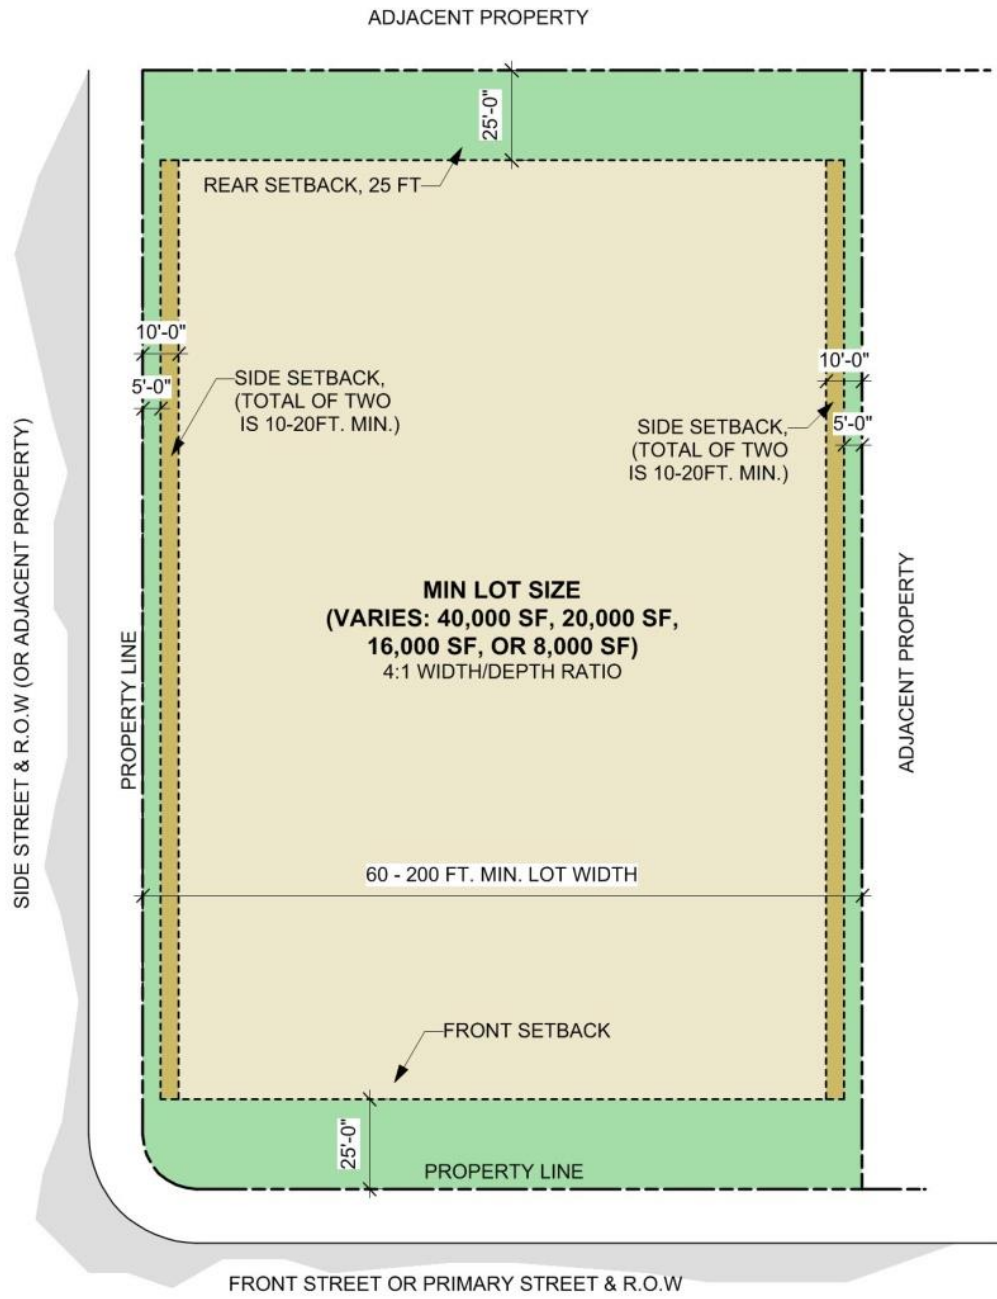 ADJACENT PROPERTY
25'-0"
REAR SETBACK, 25 FT
10'-0"
10'-0"
5'-0"
SIDE SETBACK,
(TOTAL OF TWO
IS 10-20FT. MIN.)
5'-0"
SIDE SETBACK,
(TOTAL OF TWO
IS 10-20FT. MIN.)
SIDE STREET & R.O.W (OR ADJACENT PROPERTY)
PROPERTY LINE
MIN LOT SIZE
(VARIES: 40,000 SF, 20,000 SF,
16,000 SF, OR 8,000 SF)
4:1 WIDTH/DEPTH RATIO
ADJACENT PROPERTY
60 - 200 FT. MIN. LOT WIDTH
FRONT SETBACK
25'-0"
PROPERTY LINE
FRONT STREET OR PRIMARY STREET & R.O.W